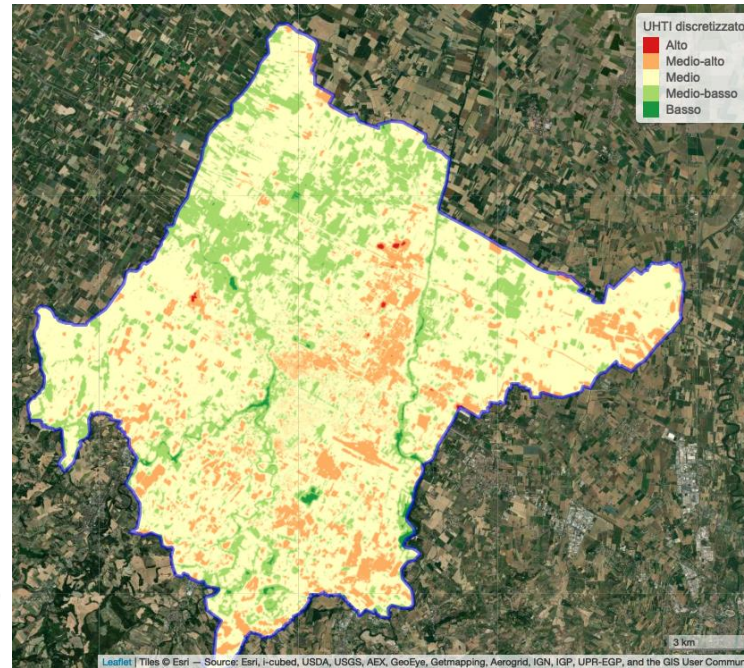 UHTI discretizzato
Alto
Medio-alto
Medio
Medio-basso
Basso
3 km
Leaflet | Tiles © Esri — Source: Esri, i-cubed, USDA, USGS, AEX, GeoEye, Getmapping, Aerogrid, IGN, IGP, UPR-EGP, and the GIS User Commu